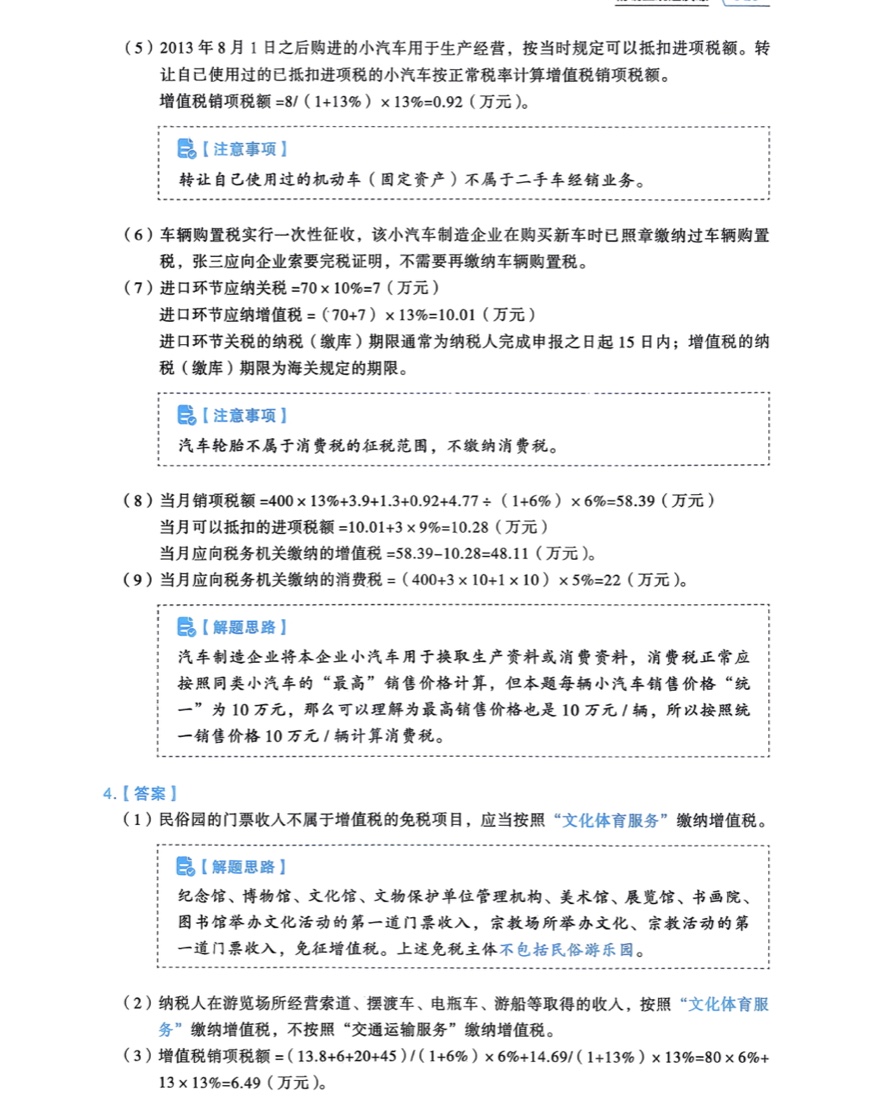 (5)2013 年 8 月 1 日之后购进的小汽车用于生产经营，按当时规定可以抵扣进项税额。转
让自己使用过的已抵扣进项税的小汽车按正常税率计算增值税销项税额。
增值税销项税额 =8/(1+13%)×13%=0.92(万元)。
【注意事项】
转让自己使用过的机动车(固定资产)不属于二手车经销业务。
(6)车辆购置税实行一次性征收，该小汽车制造企业在购买新车时已照章缴纳过车辆购置
税，张三应向企业索要完税证明，不需要再缴纳车辆购置税。
(7)进口环节应纳关税 =70×10%=7(万元)
进口环节应纳增值税 =(70+7)×13%=10.01(万元)
进口环节关税的纳税(缴库)期限通常为纳税人完成申报之日起 15 日内；增值税的纳
税(缴库)期限为海关规定的期限。
【注意事项】
汽车轮胎不属于消费税的征税范围，不缴纳消费税。
(8)当月销项税额 =400×13%+3.9+1.3+0.92+4.77÷(1+6%)×6%=58.39(万元)
当月可以抵扣的进项税额 =10.01+3×9%=10.28(万元)
当月应向税务机关缴纳的增值税 =58.39-10.28=48.11(万元)。
(9)当月应向税务机关缴纳的消费税 =(400+3×10+1×10)×5%=22(万元)。
【解题思路】
汽车制造企业将本企业小汽车用于换取生产资料或消费资料，消费税正常应
按照同类小汽车的“最高”销售价格计算，但本题每辆小汽车销售价格“统
一”为 10 万元，那么可以理解为最高销售价格也是 10 万元/辆，所以按照统
一销售价格 10 万元/辆计算消费税。
4.【答案】
(1)民俗园的门票收入不属于增值税的免税项目，应当按照“文化体育服务”缴纳增值税。
【解题思路】
纪念馆、博物馆、文化馆、文物保护单位管理机构、美术馆、展览馆、书画院、
图书馆举办文化活动的第一道门票收入，宗教场所举办文化、宗教活动的第
一道门票收入，免征增值税。上述免税主体不包括民俗游乐园。
(2)纳税人在游览场所经营索道、摆渡车、电瓶车、游船等取得的收入，按照“文化体育服
务”缴纳增值税，不按照“交通运输服务”缴纳增值税。
(3)增值税销项税额 =(13.8+6+20+45)/(1+6%)×6%+14.69/(1+13%)×13%=80×6%+
13×13%=6.49(万元)。